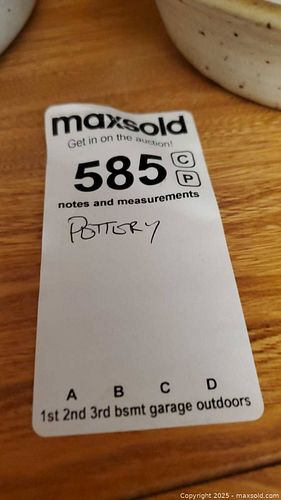 maxsold
Get in on the auction!
585 C
P
notes and measurements
POTTERY
A B C D
1st 2nd 3rd bsmt garage outdoors
Copyright 2025 - maxsold.com